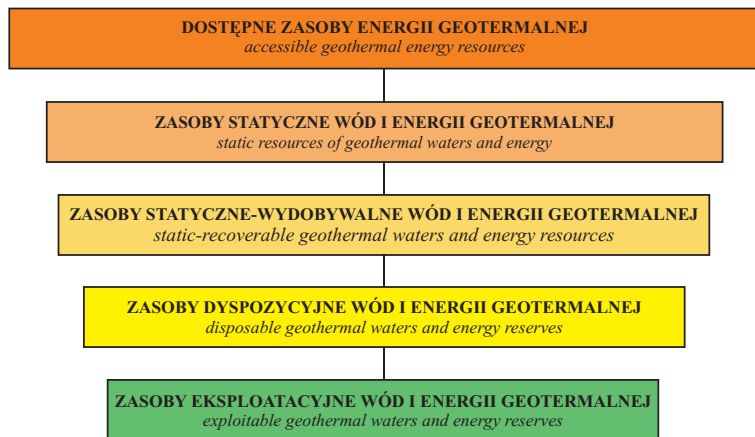 DOSTĘPNE ZASOBY ENERGII GEOTERMALNEJ
accessible geothermal energy resources
ZASOBY STATYCZNE WÓD I ENERGII GEOTERMALNEJ
static resources of geothermal waters and energy
ZASOBY STATYCZNE-WYDOBYWALNE WÓD I ENERGII GEOTERMALNEJ
static-recoverable geothermal waters and energy resources
ZASOBY DYSPOZYCYJNE WÓD I ENERGII GEOTERMALNEJ
disposable geothermal waters and energy reserves
ZASOBY EKSPLOATACYJNE WÓD I ENERGII GEOTERMALNEJ
exploitable geothermal waters and energy reserves